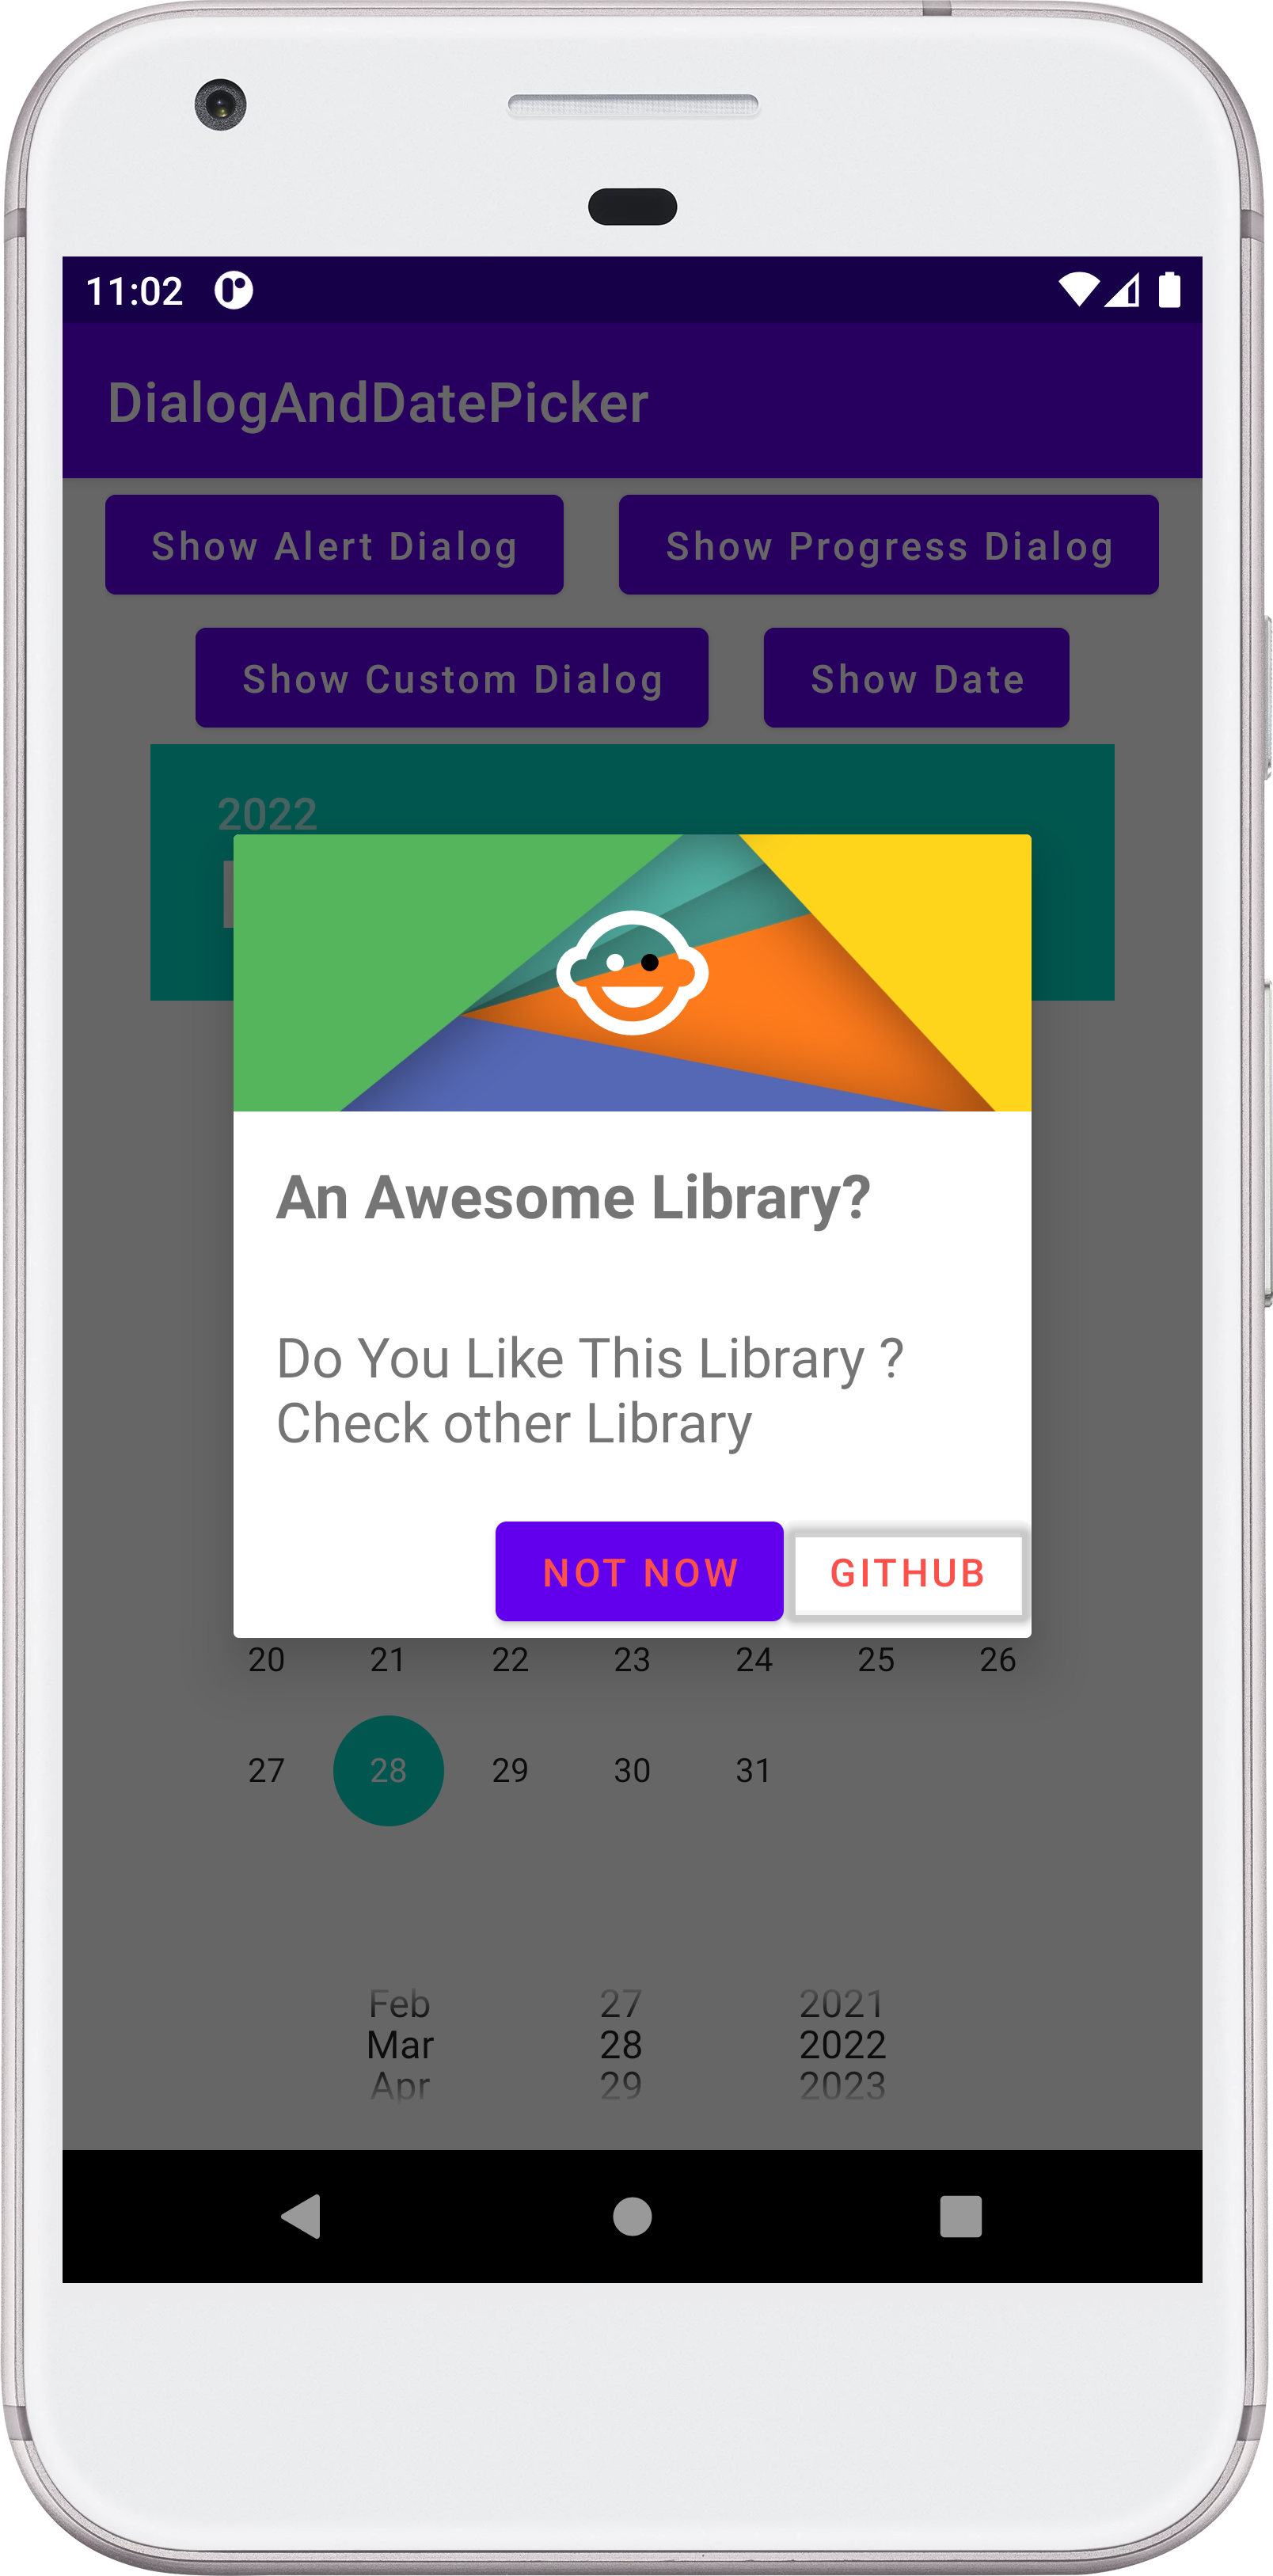 11:02
DialogAndDatePicker
Show Alert Dialog Show Progress Dialog
Show Custom Dialog Show Date
2022
An Awesome Library?
Do You Like This Library ?
Check other Library
NOT NOW GITHUB
20 21 22 23 24 25 26
27 28 29 30 31
Feb 27 2021
Mar 28 2022
Apr 29 2023